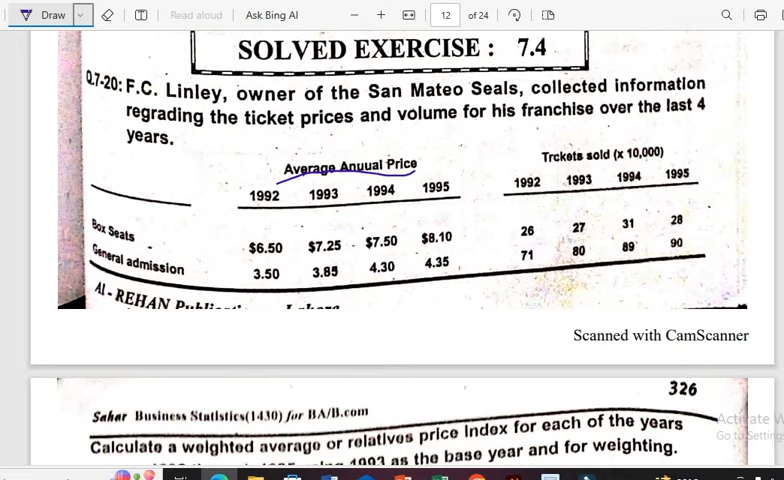 Draw
Read aloud
Ask Bing AI
12
of 24
SOLVED EXERCISE : 7.4
Q.7-20: F.C. Linley, owner of the San Mateo Seals, collected information
regrading the ticket prices and volume for his franchise over the last 4
years.
Average Anuual Price
Trckets sold (x 10,000)
1992 1993 1994 1995 1992 1993 1994 1995
Box Seats $6.50 $7.25 $7.50 $8.10 26 27 31 28
General admission 3.50 3.85 4.30 4.35 71 80 89 90
Al - REHAN
Scanned with CamScanner
326
Sahar Business Statistics(1430) for BA/B.com
Calculate a weighted average or relatives price Index for each of the years
as the base year and for weighting.
Activate W
Go to Setting